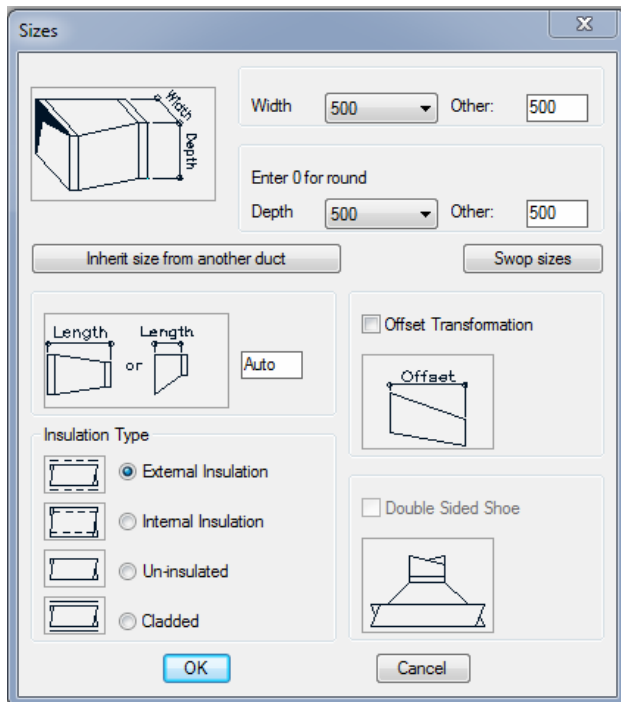 Sizes
Width
Depth
Width 500 Other: 500
Enter 0 for round
Depth 500 Other: 500
Inherit size from another duct Swop sizes
Length Length
or
Auto
Offset Transformation
Offset
Insulation Type
External Insulation
Internal Insulation
Un-insulated
Cladded
Double Sided Shoe
OK Cancel